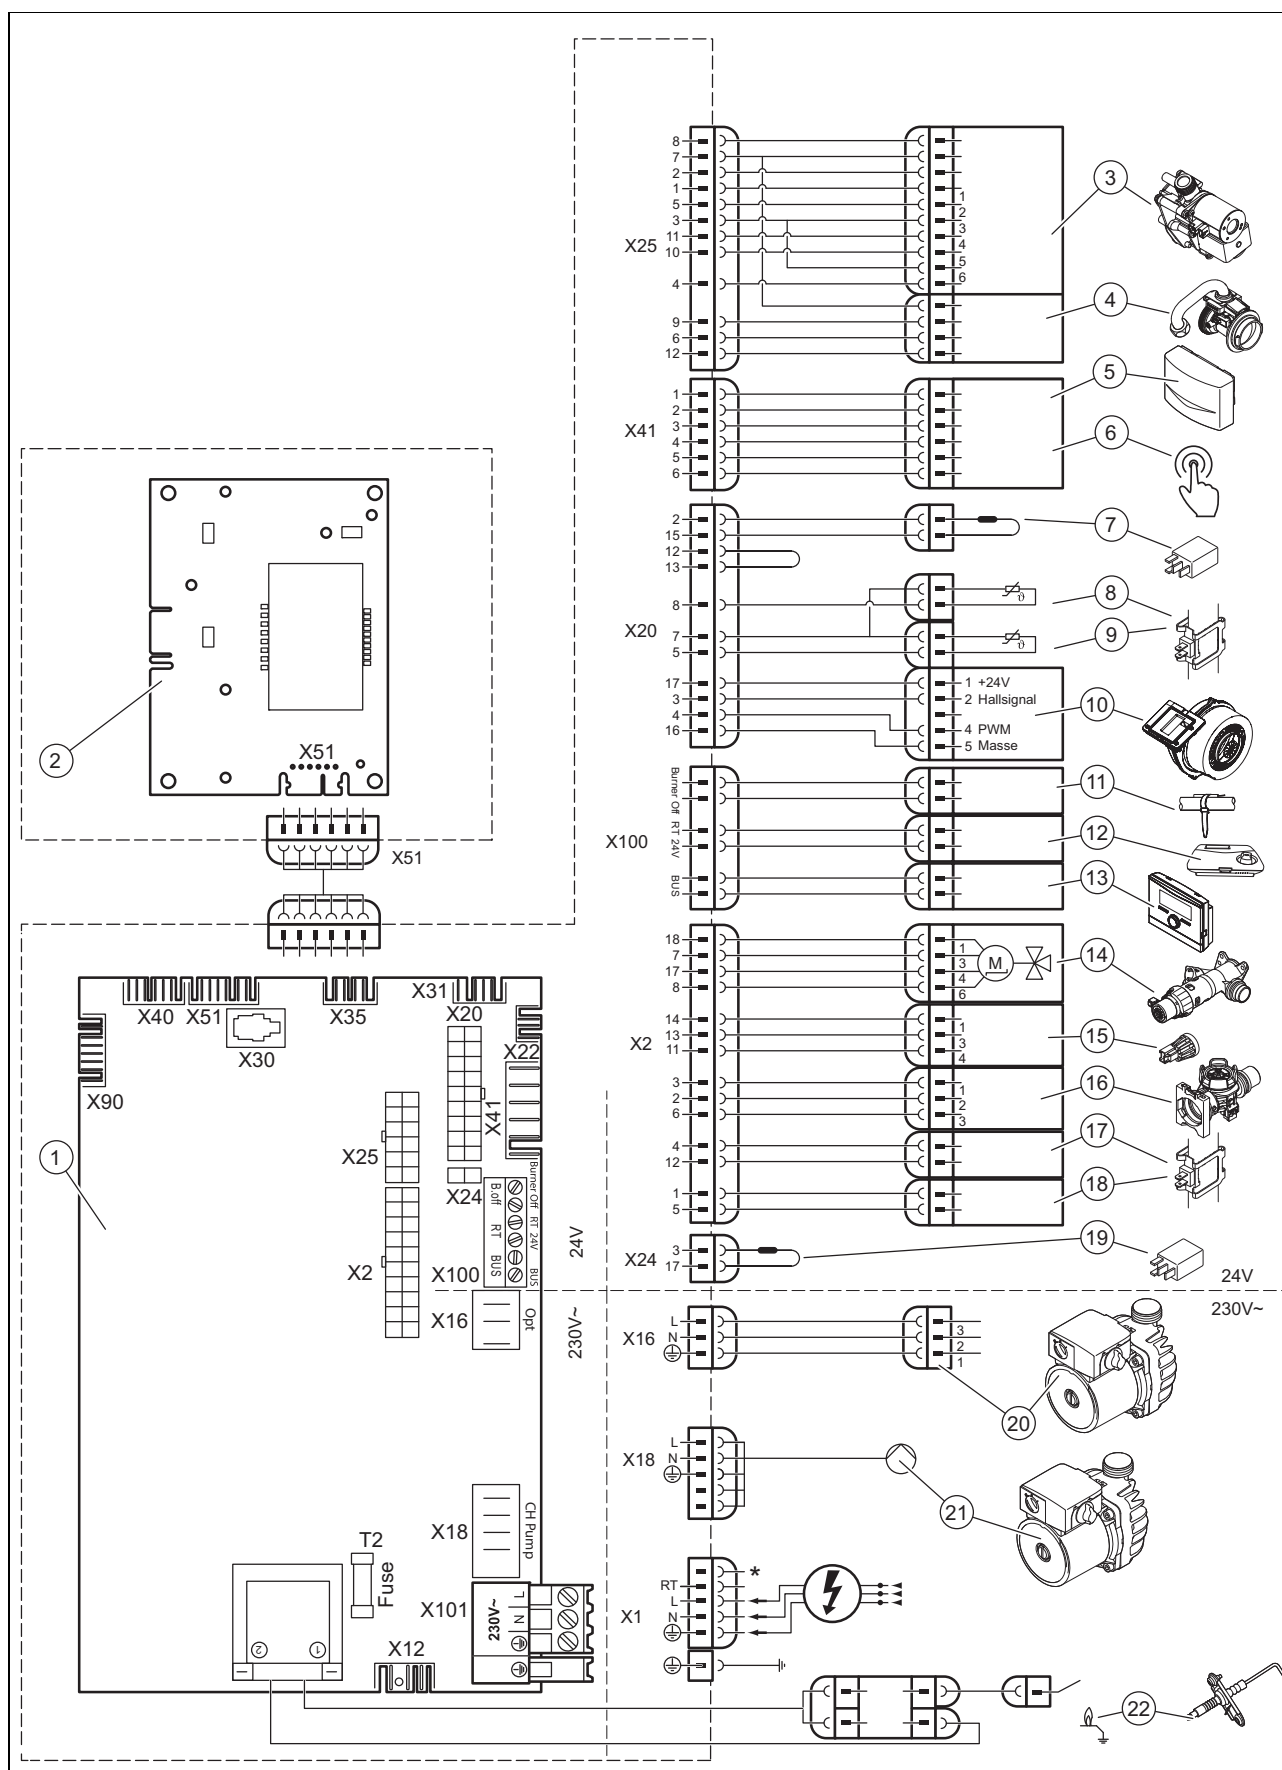 X25
8
7
2
1
5
3
11
10
4
9
6
12
1
2
3
4
5
6
3
4
X41
1
2
3
4
5
6
5
6
X20
2
15
12
13
8
7
5
17
3
4
16
ϑ
ϑ
1 +24V
2 Hallsignal
4 PWM
5 Masse
7
8
9
10
X100
Burner Off
RT 24V
BUS
11
12
13
X2
18
7
17
8
14
13
11
3
2
6
4
12
1
5
1
3
4
6
M
1
3
4
1
2
3
14
15
16
17
18
X24
3
17
19
24V
230V~
X16
L
N
3
2
1
20
X18
L
N
21
X1
RT
L
N
*
22
2
X51
X51
1
X40
X51
X30
X35
X31
X20
X22
X90
X41
X25
X24
X2
X100
B.off
RT
BUS
Burner Off
RT 24V
BUS
24V
230V~
X16
Opt
X18
CH Pump
T2
Fuse
X101
230V~
L
N
X12
2
1